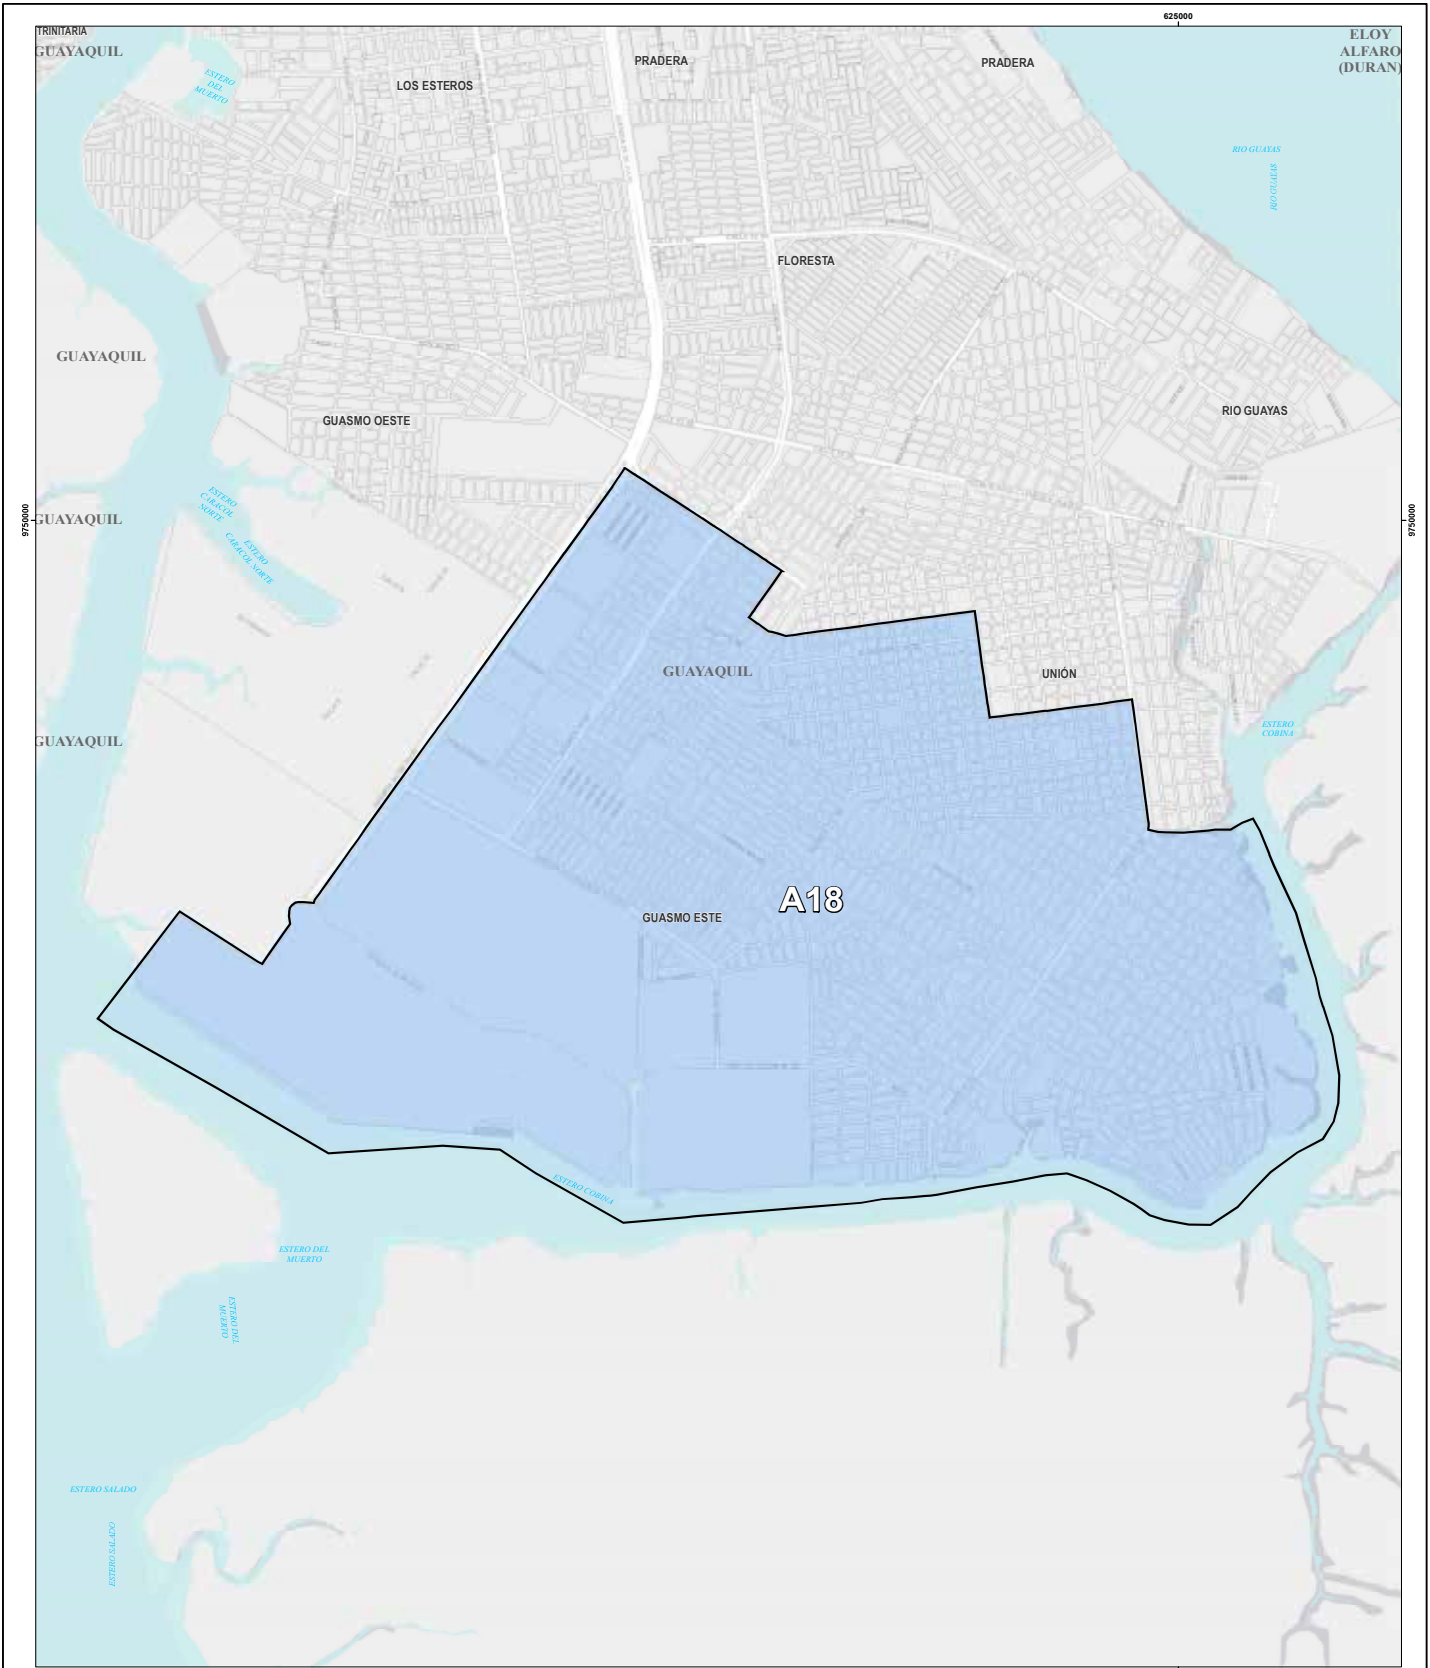 625000
TRINITARIA
GUAYAQUIL
ELOY
ALFARO
(DURAN)
PRADERA
PRADERA
LOS ESTEROS
ESTERO
DEL
MUERTO
RIO GUAYAS
RIO GUAYAS
FLORESTA
GUAYAQUIL
GUASMO OESTE
RIO GUAYAS
ESTERO
CARACOL
NORTE
9750000
GUAYAQUIL
9750000
ESTERO
CARACOL NORTE
GUAYAQUIL
UNIÓN
GUAYAQUIL
ESTERO
COBINA
A18
GUASMO ESTE
ESTERO COBINA
ESTERO DEL
MUERTO
ESTERO DEL
MUERTO
ESTERO SALADO
ESTERO SALADO